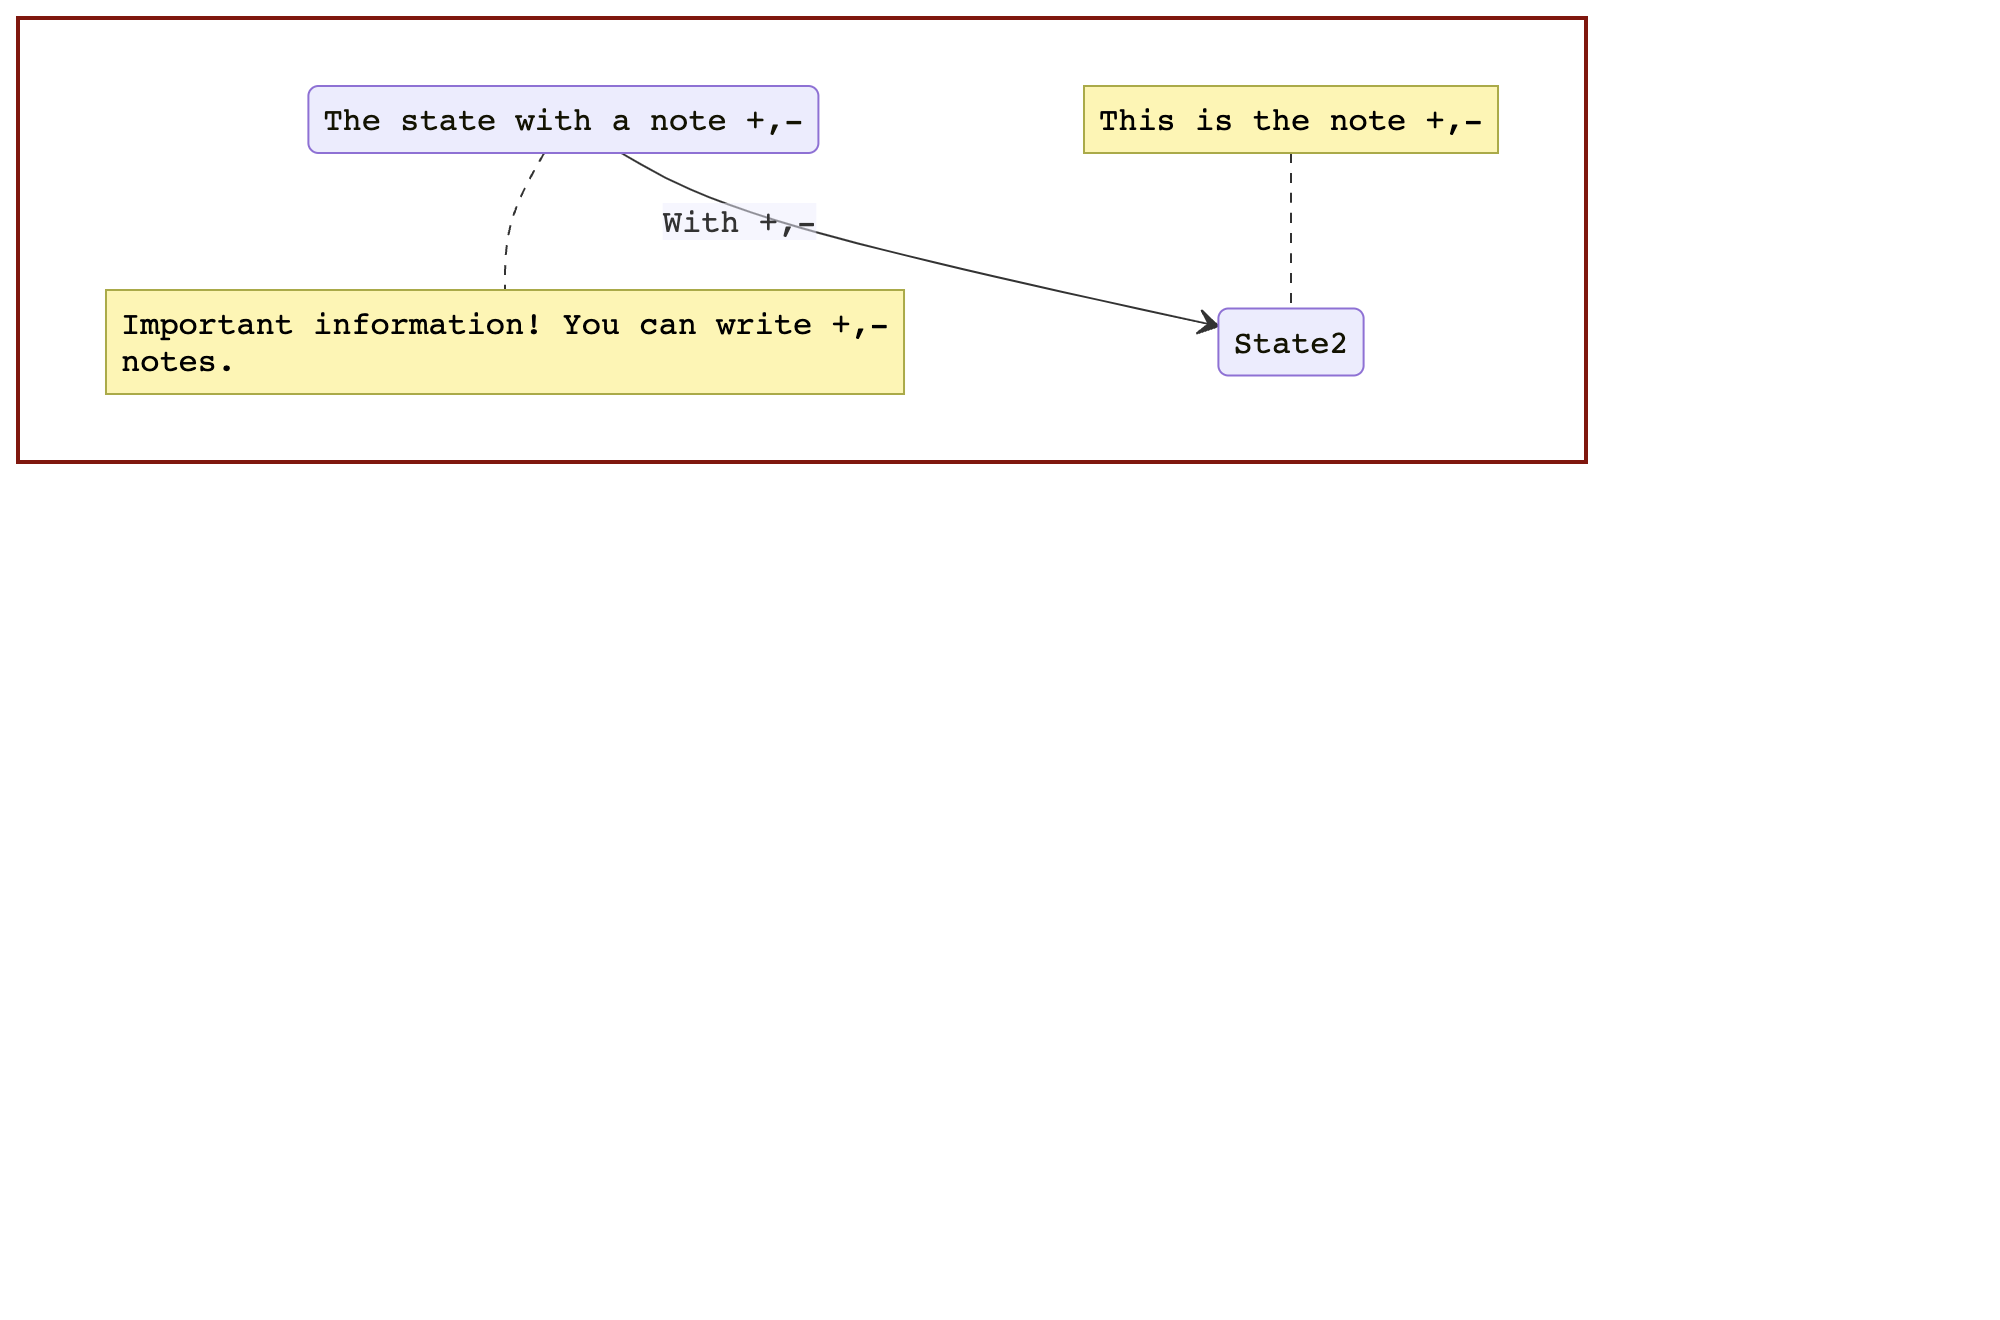 The state with a note +,-
This is the note +,-
With +,-
Important information! You can write +,-
notes.
State2